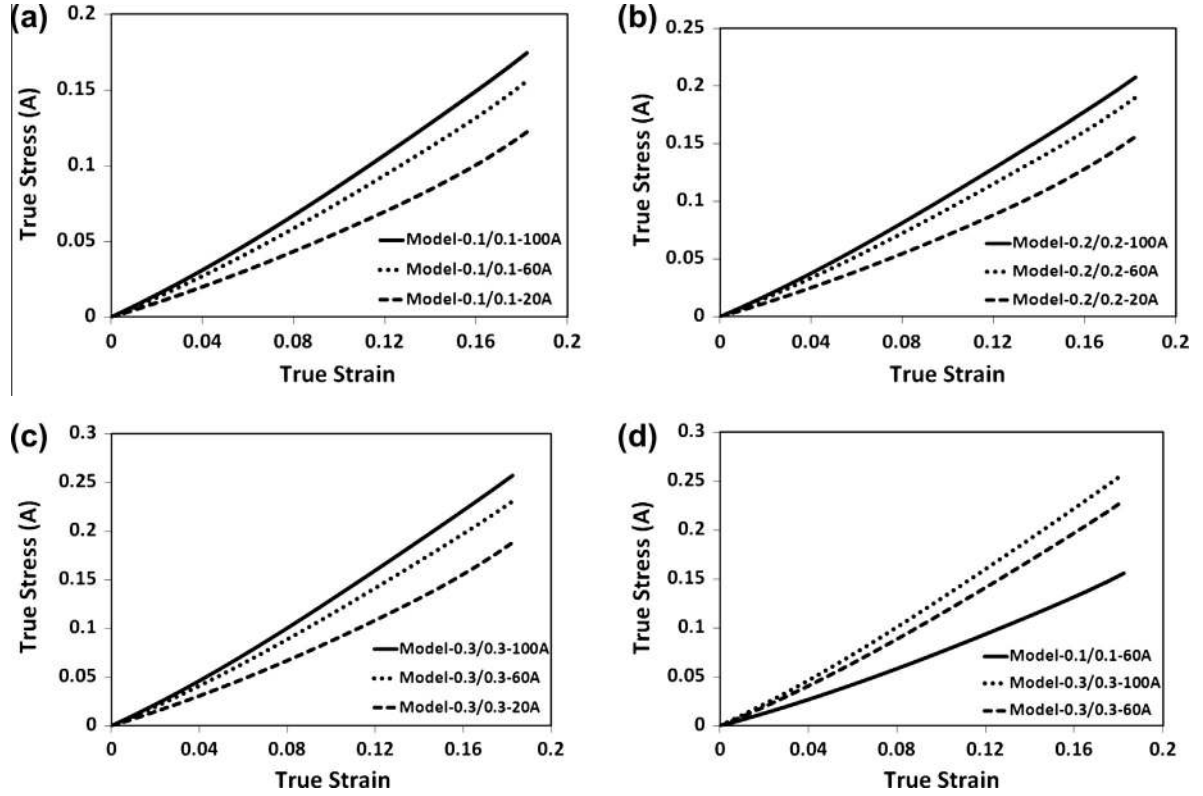 (a)
0.2
0.15
0.1
0.05
0
True Stress (A)
Model-0.1/0.1-100A
Model-0.1/0.1-60A
Model-0.1/0.1-20A
0 0.04 0.08 0.12 0.16 0.2
True Strain
(b)
0.25
0.2
0.15
0.1
0.05
0
True Stress (A)
Model-0.2/0.2-100A
Model-0.2/0.2-60A
Model-0.2/0.2-20A
0 0.04 0.08 0.12 0.16 0.2
True Strain
(c)
0.3
0.25
0.2
0.15
0.1
0.05
0
True Stress (A)
Model-0.3/0.3-100A
Model-0.3/0.3-60A
Model-0.3/0.3-20A
0 0.04 0.08 0.12 0.16 0.2
True Strain
(d)
0.3
0.25
0.2
0.15
0.1
0.05
0
True Stress (A)
Model-0.1/0.1-60A
Model-0.3/0.3-100A
Model-0.3/0.3-60A
0 0.04 0.08 0.12 0.16 0.2
True Strain